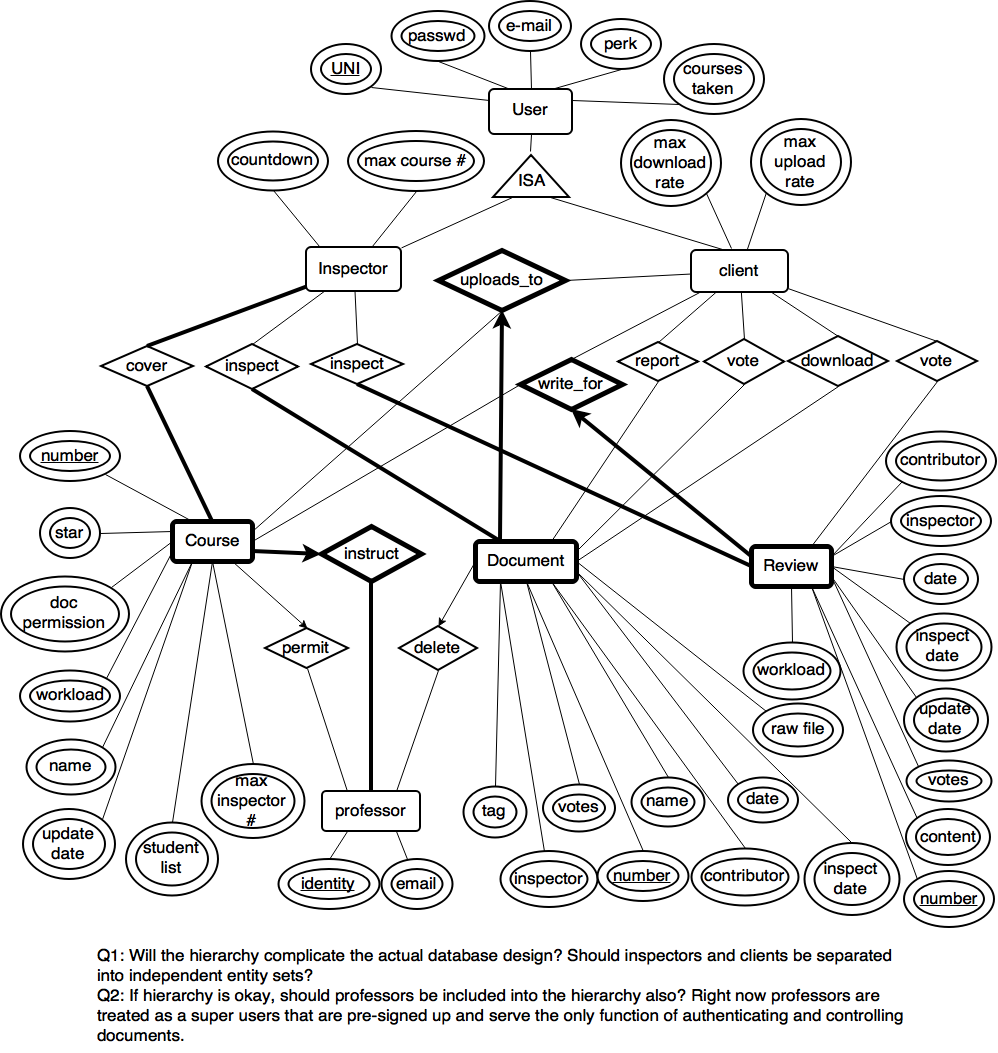 e-mail
passwd
perk
UNI
courses
taken
User
countdown
max course #
max
download
rate
max
upload
rate
ISA
Inspector
uploads_to
client
cover
inspect
inspect
write_for
report
vote
download
vote
number
contributor
star
inspector
Course
instruct
Document
Review
date
doc
permission
permit
delete
inspect
date
workload
workload
update
date
raw file
name
max
inspector
#
votes
professor
tag
votes
name
date
update
date
student
list
content
identity
email
inspector
number
contributor
inspect
date
number
Q1: Will the hierarchy complicate the actual database design? Should inspectors and clients be separated
into independent entity sets?
Q2: If hierarchy is okay, should professors be included into the hierarchy also? Right now professors are
treated as a super users that are pre-signed up and serve the only function of authenticating and controlling
documents.